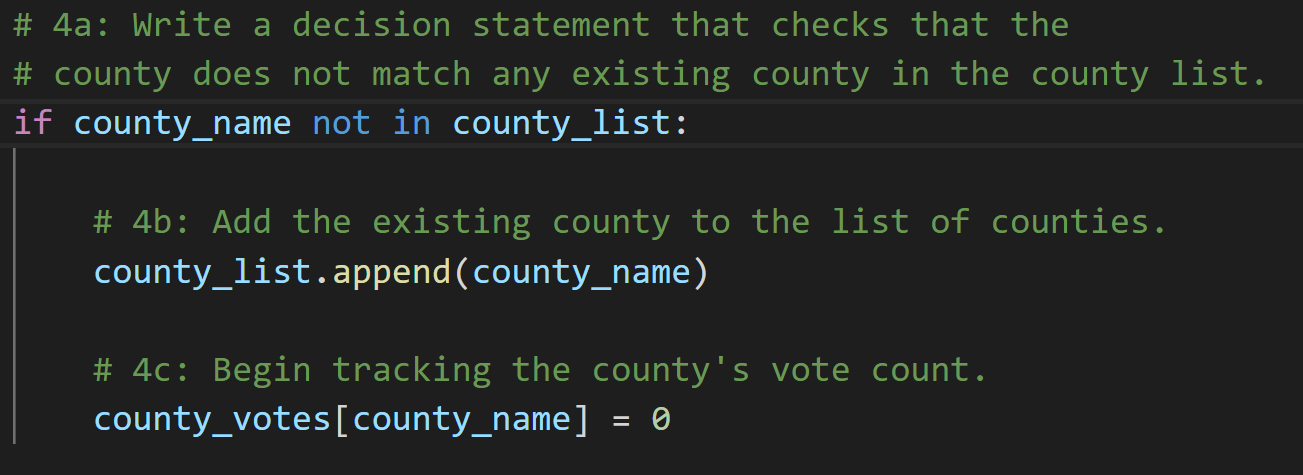 # 4a: Write a decision statement that checks that the
# county does not match any existing county in the county list.
if county_name not in county_list:
# 4b: Add the existing county to the list of counties.
county_list.append(county_name)
# 4c: Begin tracking the county's vote count.
county_votes[county_name] = 0